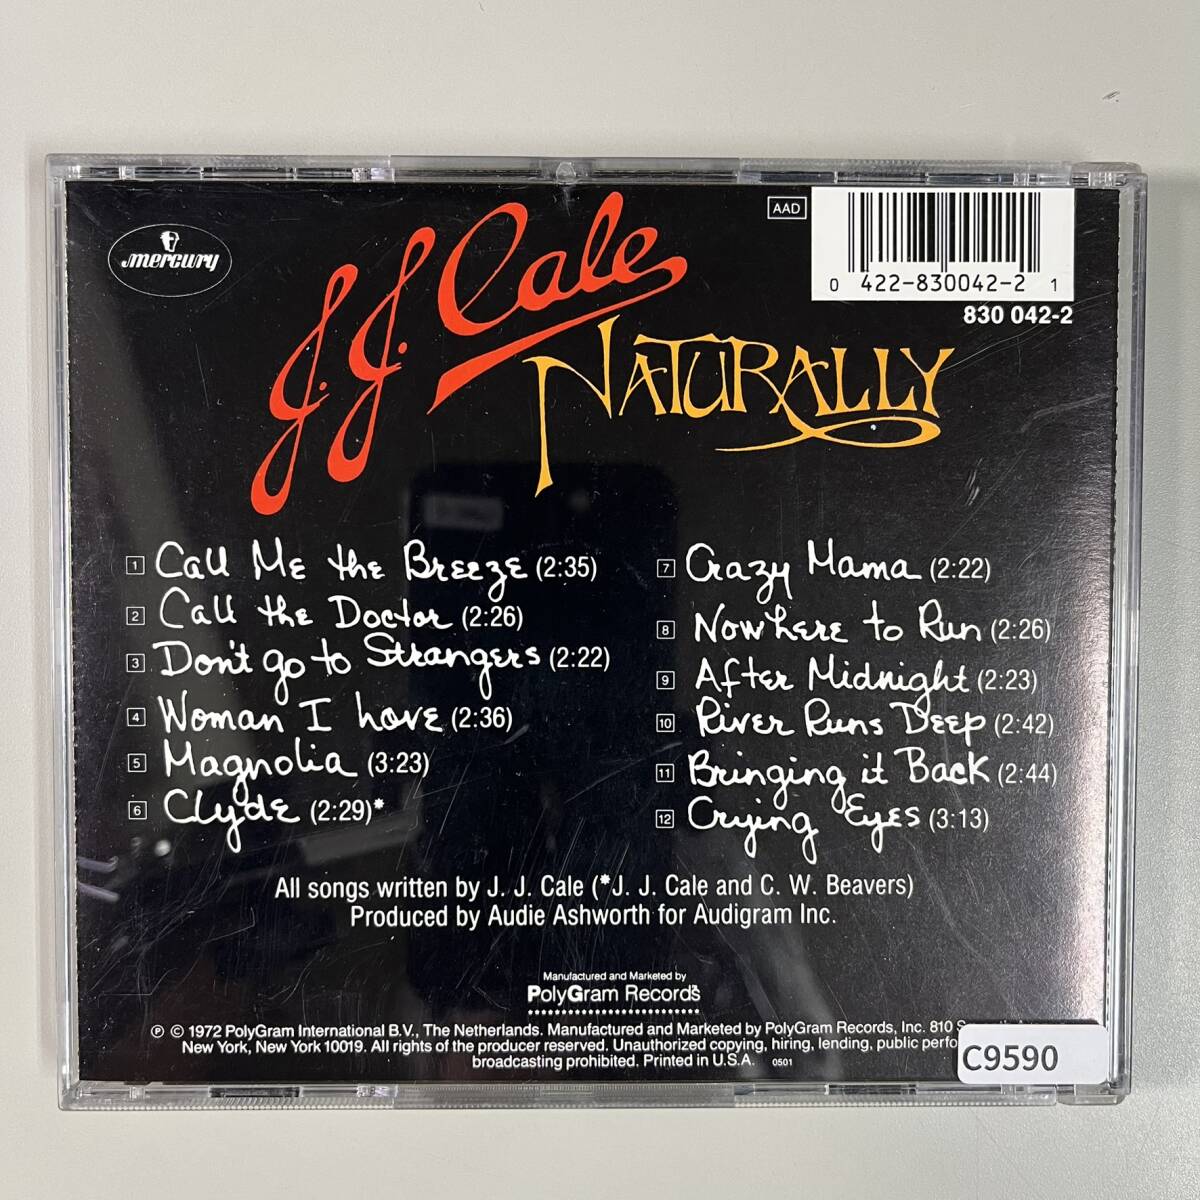 mercury
J.J. Cale
NATURALLY
AAD
0 422-830042-2 1
830 042-2
1 Call Me the Breeze (2:35)
2 Call the Doctor (2:26)
3 Don't go to Strangers (2:22)
4 Woman I Love (2:36)
5 Magnolia (3:23)
6 Clyde (2:29)*
7 Crazy Mama (2:22)
8 Nowhere to Run (2:26)
9 After Midnight (2:23)
10 River Runs Deep (2:42)
11 Bringing it Back (2:44)
12 Crying Eyes (3:13)
All songs written by J. J. Cale (*J. J. Cale and C. W. Beavers)
Produced by Audie Ashworth for Audigram Inc.
Manufactured and Marketed by
PolyGram Records
℗ © 1972 PolyGram International B.V., The Netherlands. Manufactured and Marketed by PolyGram Records, Inc. 810
New York, New York 10019. All rights of the producer reserved. Unauthorized copying, hiring, lending, public
broadcasting prohibited. Printed in U.S.A. 0501
C9590